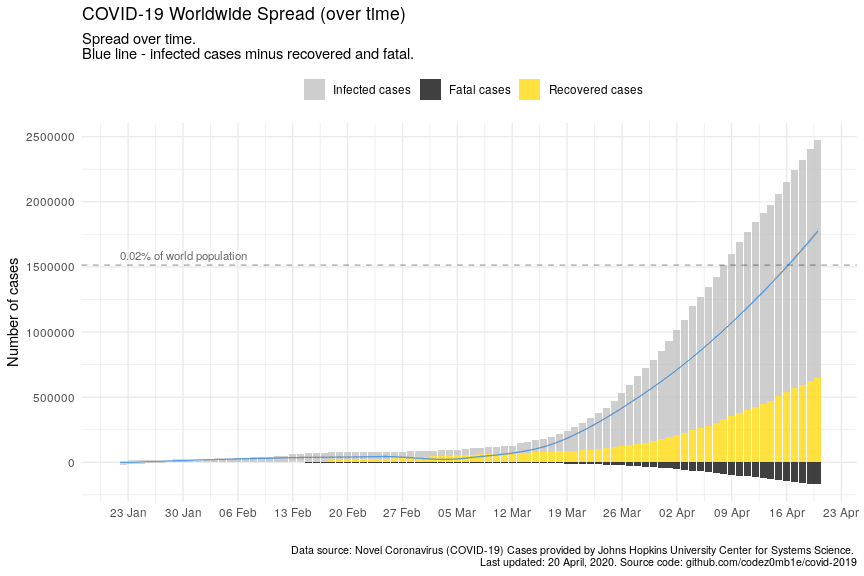 COVID-19 Worldwide Spread (over time)
Spread over time.
Blue line - infected cases minus recovered and fatal.
Infected cases Fatal cases Recovered cases
Number of cases
2500000
2000000
1500000
1000000
500000
0
0.02% of world population
23 Jan 30 Jan 06 Feb 13 Feb 20 Feb 27 Feb 05 Mar 12 Mar 19 Mar 26 Mar 02 Apr 09 Apr 16 Apr 23 Apr
Data source: Novel Coronavirus (COVID-19) Cases provided by Johns Hopkins University Center for Systems Science.
Last updated: 20 April, 2020. Source code: github.com/codez0mb1e/covid-2019